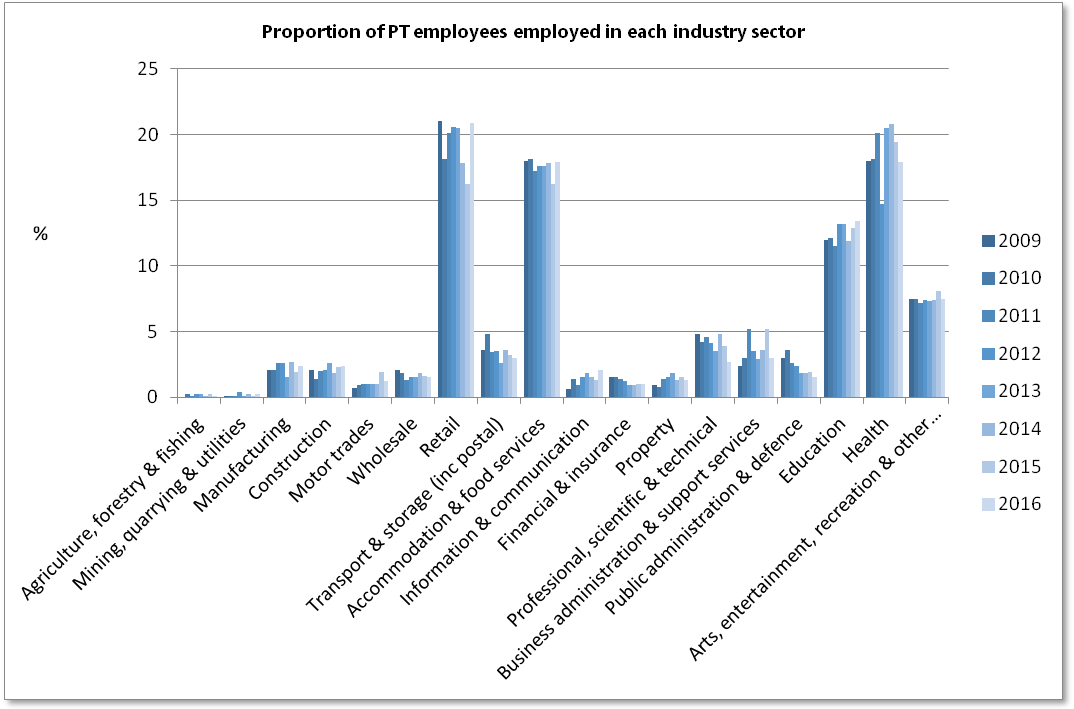 Proportion of PT employees employed in each industry sector
25
20
15
10
5
0
%
Agriculture, forestry & fishing
Mining, quarrying & utilities
Manufacturing
Construction
Motor trades
Wholesale
Retail
Transport & storage (inc postal)
Accommodation & food services
Information & communication
Financial & insurance
Property
Professional, scientific & technical
Business administration & support services
Public administration & defence
Education
Health
Arts, entertainment, recreation & other...
2009
2010
2011
2012
2013
2014
2015
2016